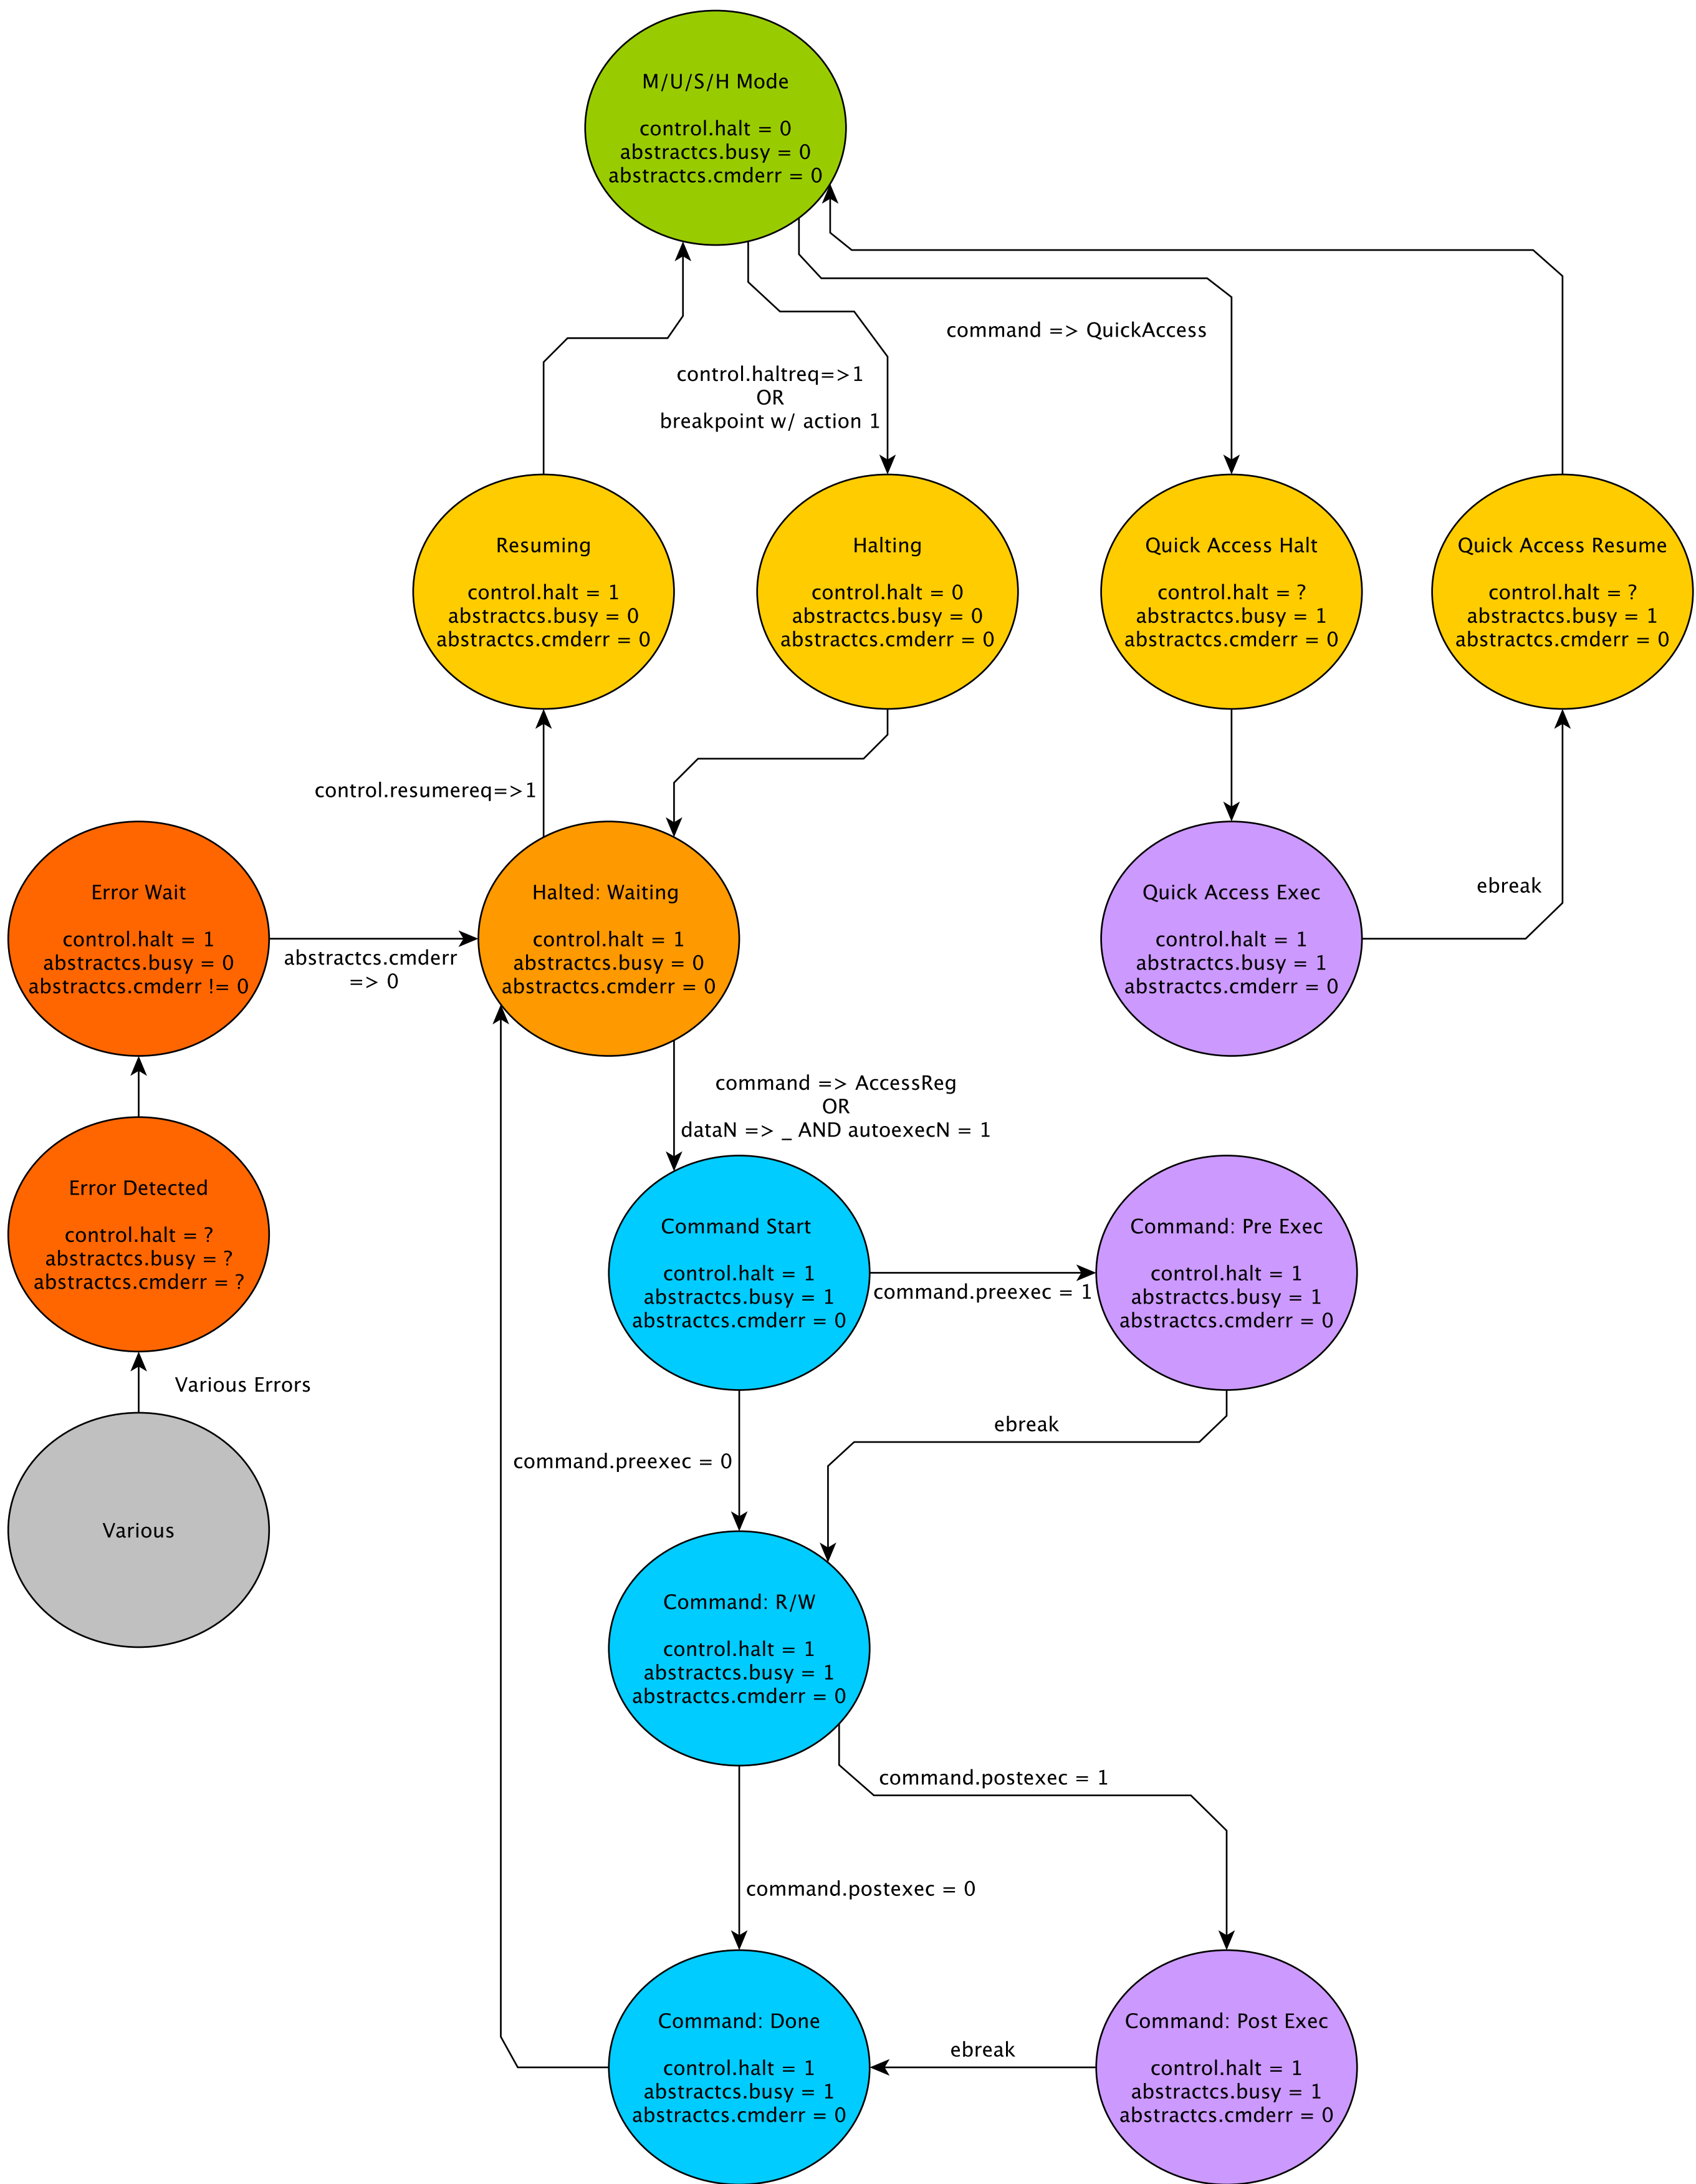 M/U/S/H Mode
control.halt = 0
abstractcs.busy = 0
abstractcs.cmderr = 0
command => QuickAccess
control.haltreq=>1
OR
breakpoint w/ action 1
Resuming
control.halt = 1
abstractcs.busy = 0
abstractcs.cmderr = 0
Halting
control.halt = 0
abstractcs.busy = 0
abstractcs.cmderr = 0
Quick Access Halt
control.halt = ?
abstractcs.busy = 1
abstractcs.cmderr = 0
Quick Access Resume
control.halt = ?
abstractcs.busy = 1
abstractcs.cmderr = 0
control.resumereq=>1
Error Wait
control.halt = 1
abstractcs.busy = 0
abstractcs.cmderr != 0
abstractcs.cmderr
=> 0
Halted: Waiting
control.halt = 1
abstractcs.busy = 0
abstractcs.cmderr = 0
Quick Access Exec
control.halt = 1
abstractcs.busy = 1
abstractcs.cmderr = 0
ebreak
command => AccessReg
OR
dataN => _ AND autoexecN = 1
Error Detected
control.halt = ?
abstractcs.busy = ?
abstractcs.cmderr = ?
Command Start
control.halt = 1
abstractcs.busy = 1
abstractcs.cmderr = 0
command.preexec = 1
Command: Pre Exec
control.halt = 1
abstractcs.busy = 1
abstractcs.cmderr = 0
Various Errors
ebreak
command.preexec = 0
Various
Command: R/W
control.halt = 1
abstractcs.busy = 1
abstractcs.cmderr = 0
command.postexec = 1
command.postexec = 0
Command: Done
control.halt = 1
abstractcs.busy = 1
abstractcs.cmderr = 0
ebreak
Command: Post Exec
control.halt = 1
abstractcs.busy = 1
abstractcs.cmderr = 0